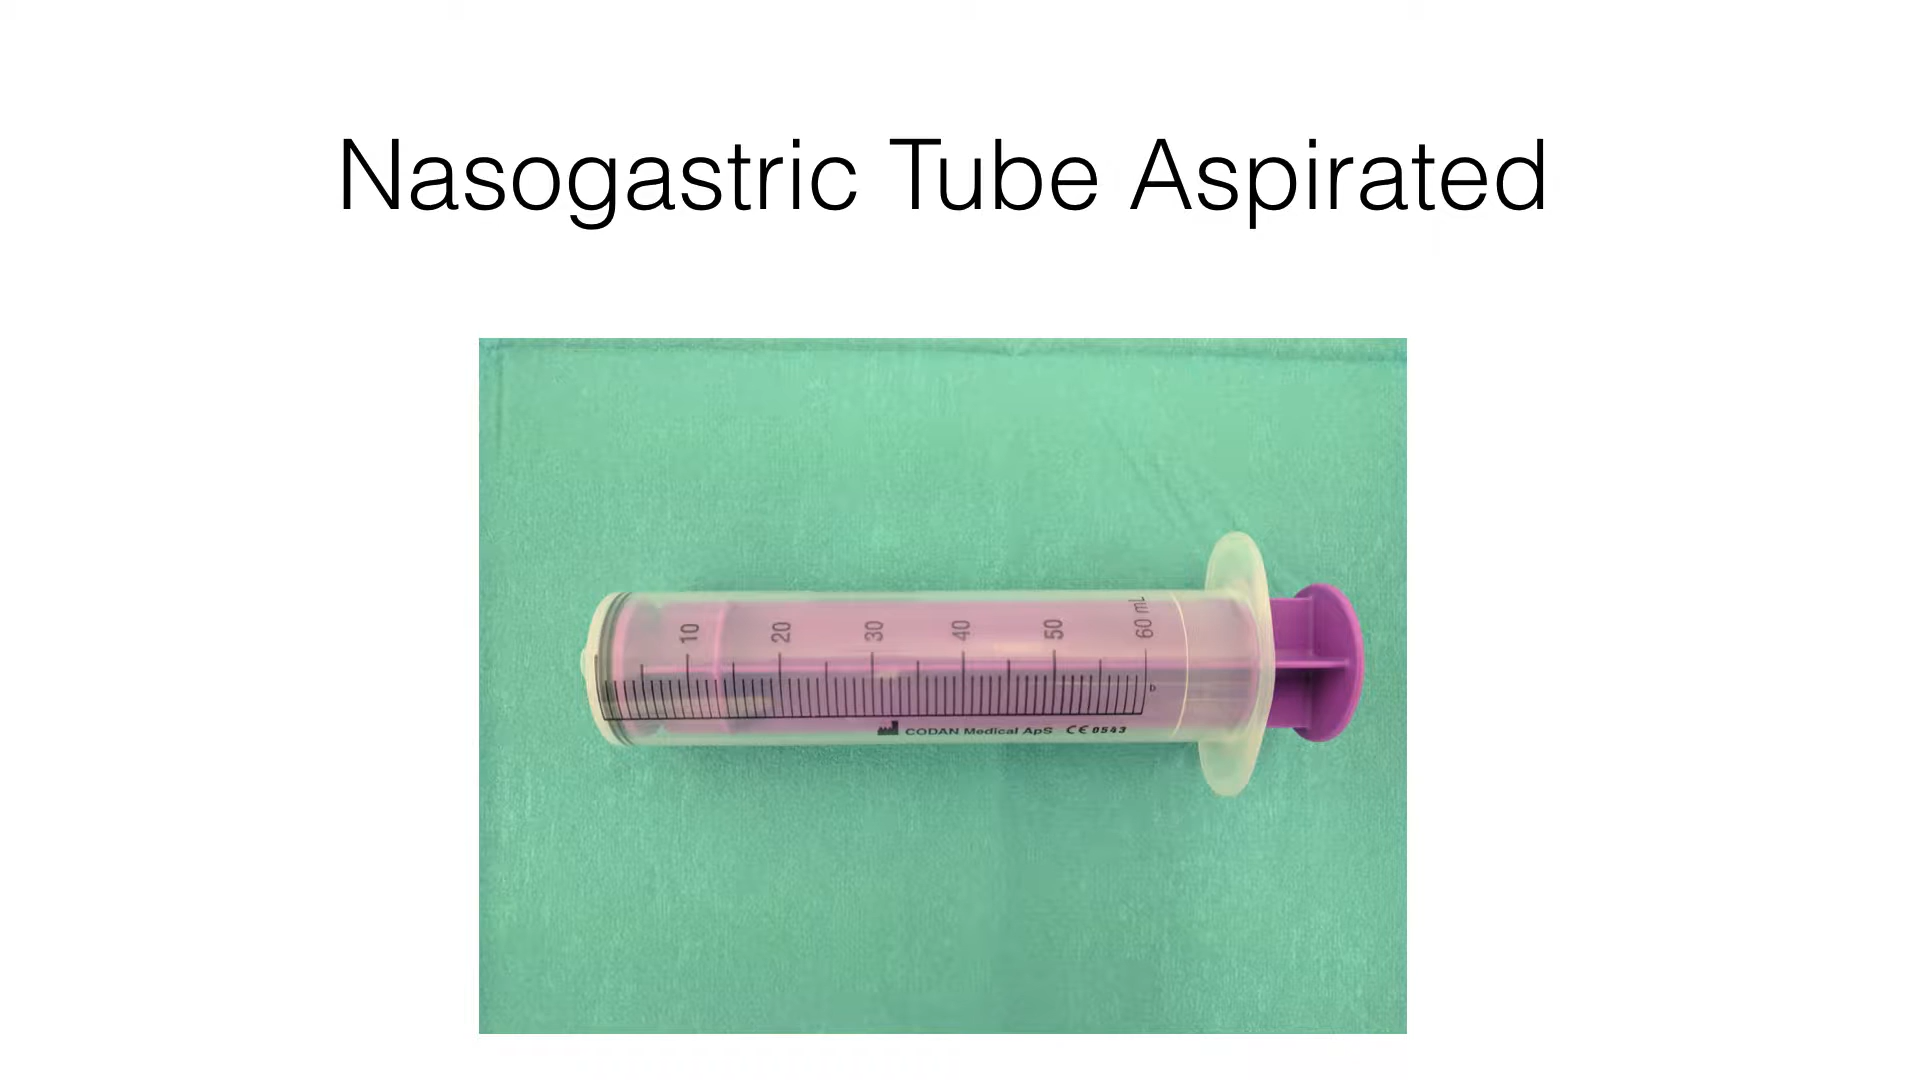 Nasogastric Tube Aspirated
10 20 30 40 50 60 mL
CODAN Medical ApS CE 0543